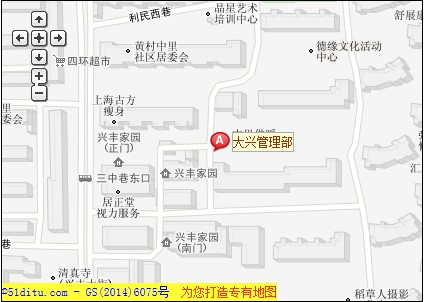 利民西巷
晶星艺术
培训中心
舒展康
黄村中里
社区居委会
德缘文化活动
中心
四环超市
上海古方
瘦身
兴丰家园
(正门)
A
大兴管理部
三中巷东口
兴丰家园
居正堂
视力服务
巷
兴丰家园
(南门)
清真寺
稻草人摄影
©51ditu.com - GS(2014)6075号 为您打造专有地图